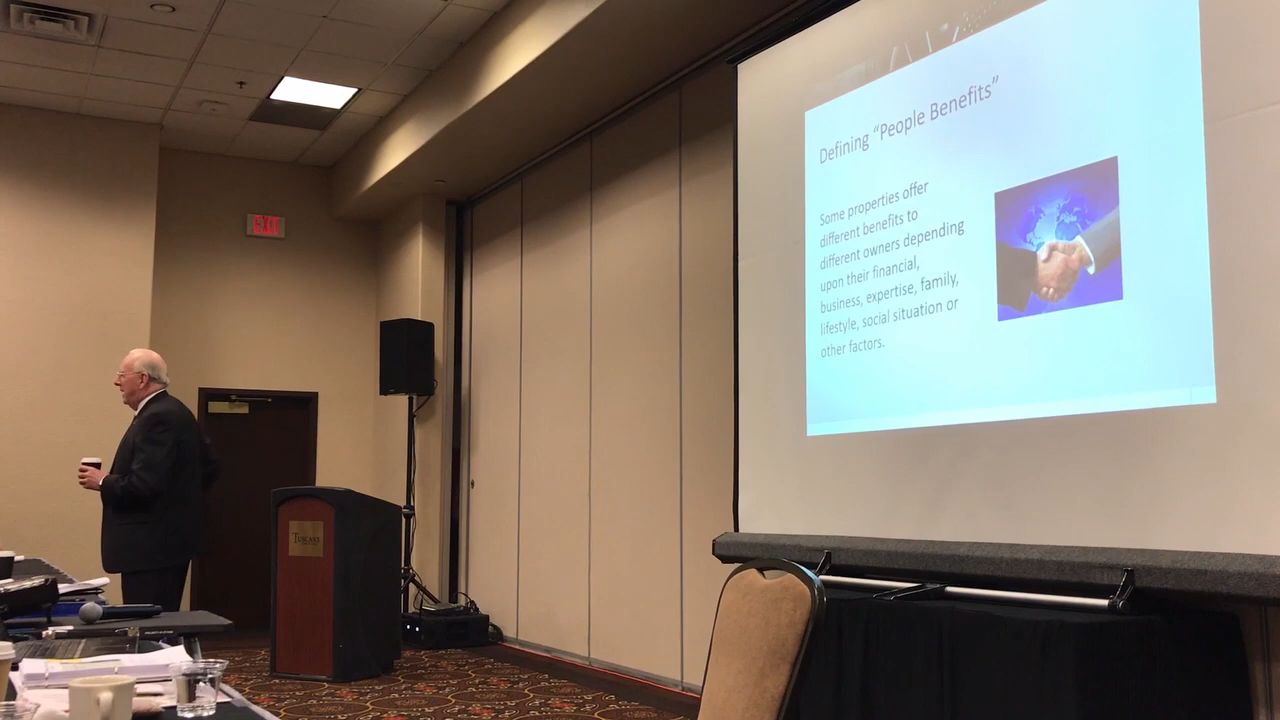 Defining “People Benefits”
Some properties offer
different benefits to
different owners depending
upon their financial,
business, expertise, family,
lifestyle, social situation or
other factors.
EXIT
TUSCANY